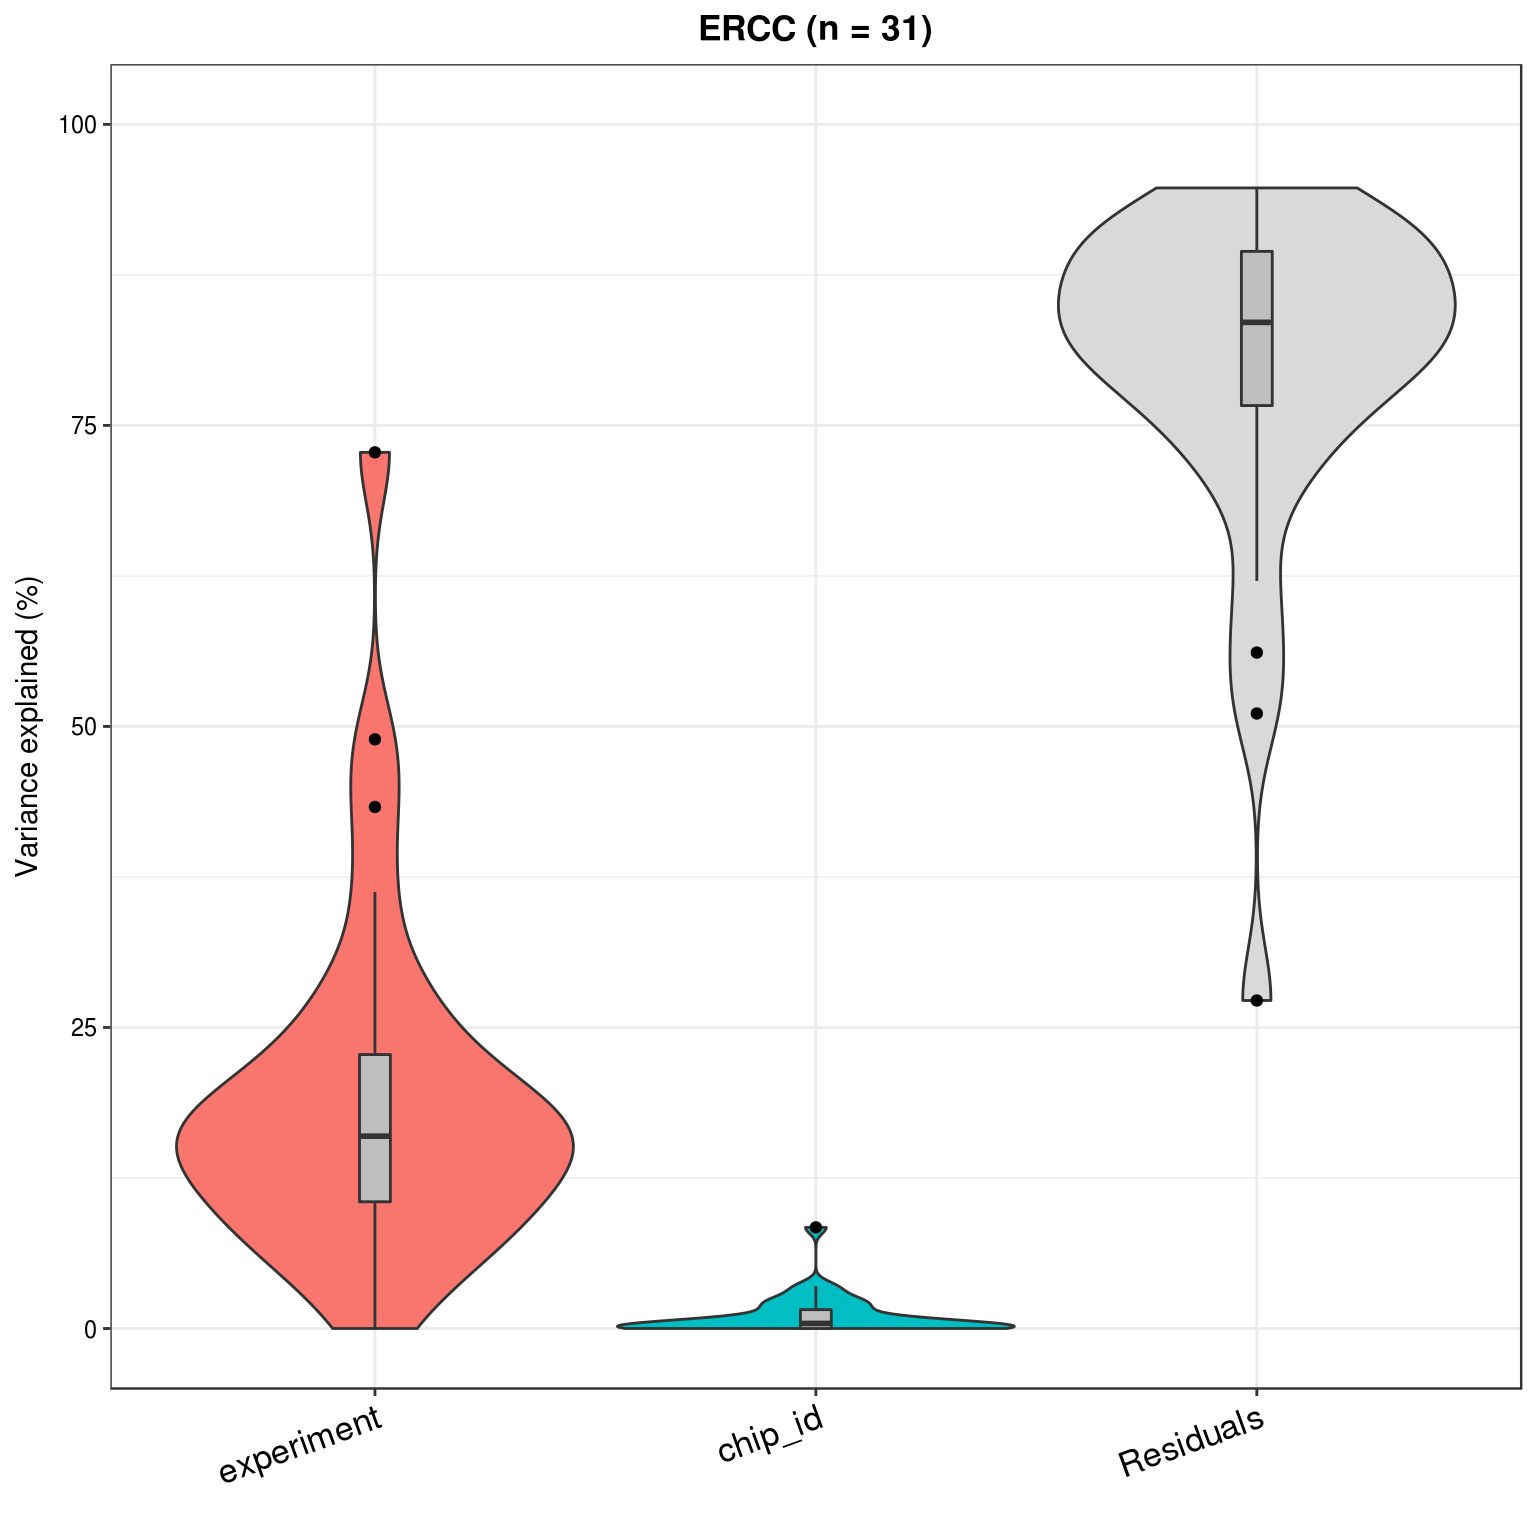 ERCC (n = 31)
Variance explained (%)
100
75
50
25
0
experiment
chip_id
Residuals